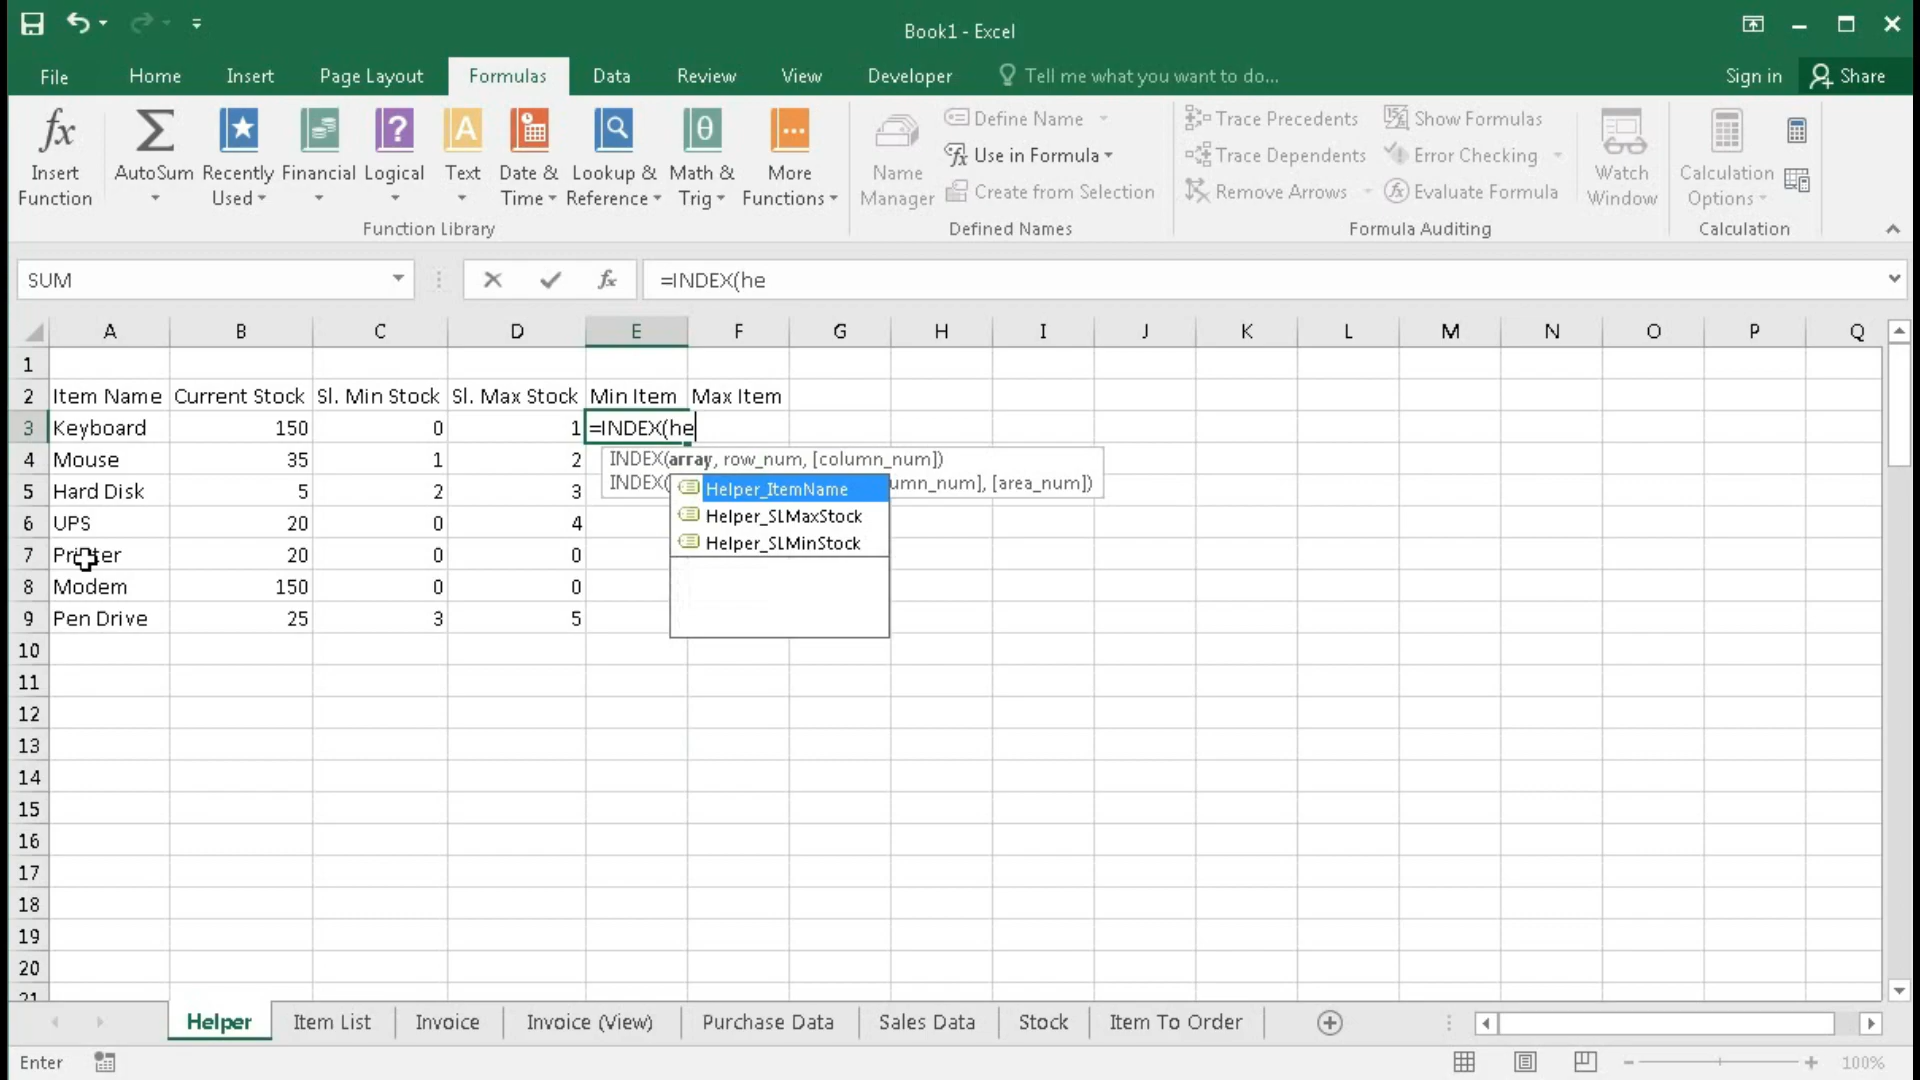 Book1 - Excel
File Home Insert Page Layout Formulas Data Review View Developer Tell me what you want to do... Sign in Share
Insert Function
AutoSum
Recently Used
Financial
Logical
Text
Date & Time
Lookup & Reference
Math & Trig
More Functions
Function Library
Name Manager
Define Name
Use in Formula
Create from Selection
Defined Names
Trace Precedents
Trace Dependents
Remove Arrows
Show Formulas
Error Checking
Evaluate Formula
Formula Auditing
Watch Window
Calculation Options
Calculation
SUM =INDEX(he
A B C D E F G H I J K L M N O P Q
1
2 Item Name Current Stock Sl. Min Stock Sl. Max Stock Min Item Max Item
3 Keyboard 150 0 1 =INDEX(he
4 Mouse 35 1 2 INDEX(array, row_num, [column_num])
5 Hard Disk 5 2 3 INDEX( umn_num], [area_num])
Helper_ItemName
Helper_SLMaxStock
Helper_SLMinStock
6 UPS 20 0 4
7 Printer 20 0 0
8 Modem 150 0 0
9 Pen Drive 25 3 5
10
11
12
13
14
15
16
17
18
19
20
21
Helper Item List Invoice Invoice (View) Purchase Data Sales Data Stock Item To Order
Enter 100%